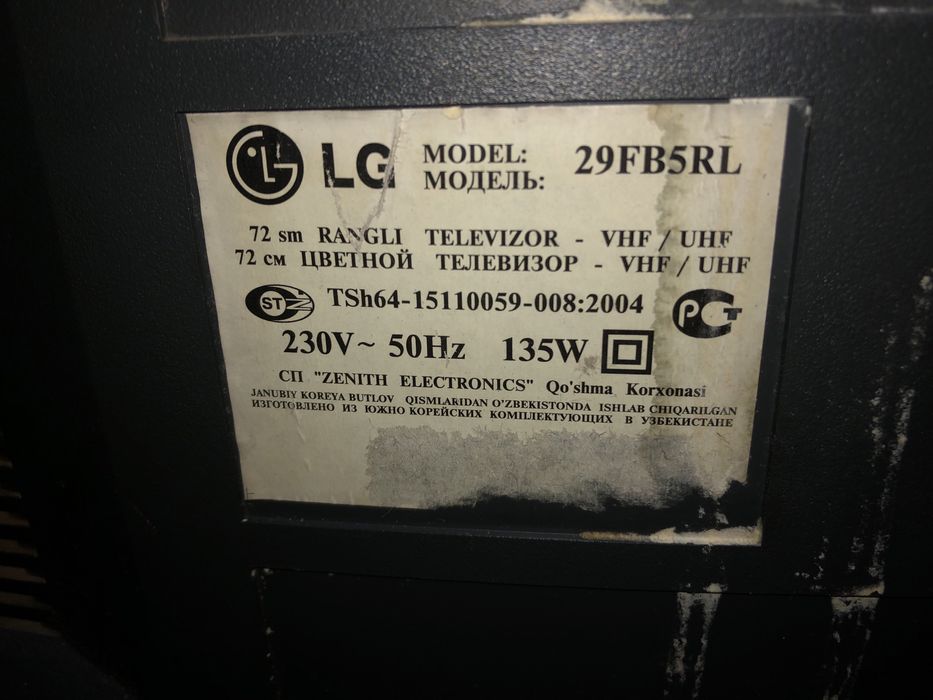 LG MODEL: 29FB5RL
МОДЕЛЬ:
72 sm RANGLI TELEVIZOR - VHF / UHF
72 см ЦВЕТНОЙ ТЕЛЕВИЗОР - VHF / UHF
ST TSh64-15110059-008:2004 РСТ
230V~ 50Hz 135W
СП "ZENITH ELECTRONICS" Qo'shma Korxonasi
JANUBIY KOREYA BUTLOV QISMLARIDAN O'ZBEKISTONDA ISHLAB CHIQARILGAN
ИЗГОТОВЛЕНО ИЗ ЮЖНО КОРЕЙСКИХ КОМПЛЕКТУЮЩИХ В УЗБЕКИСТАНЕ